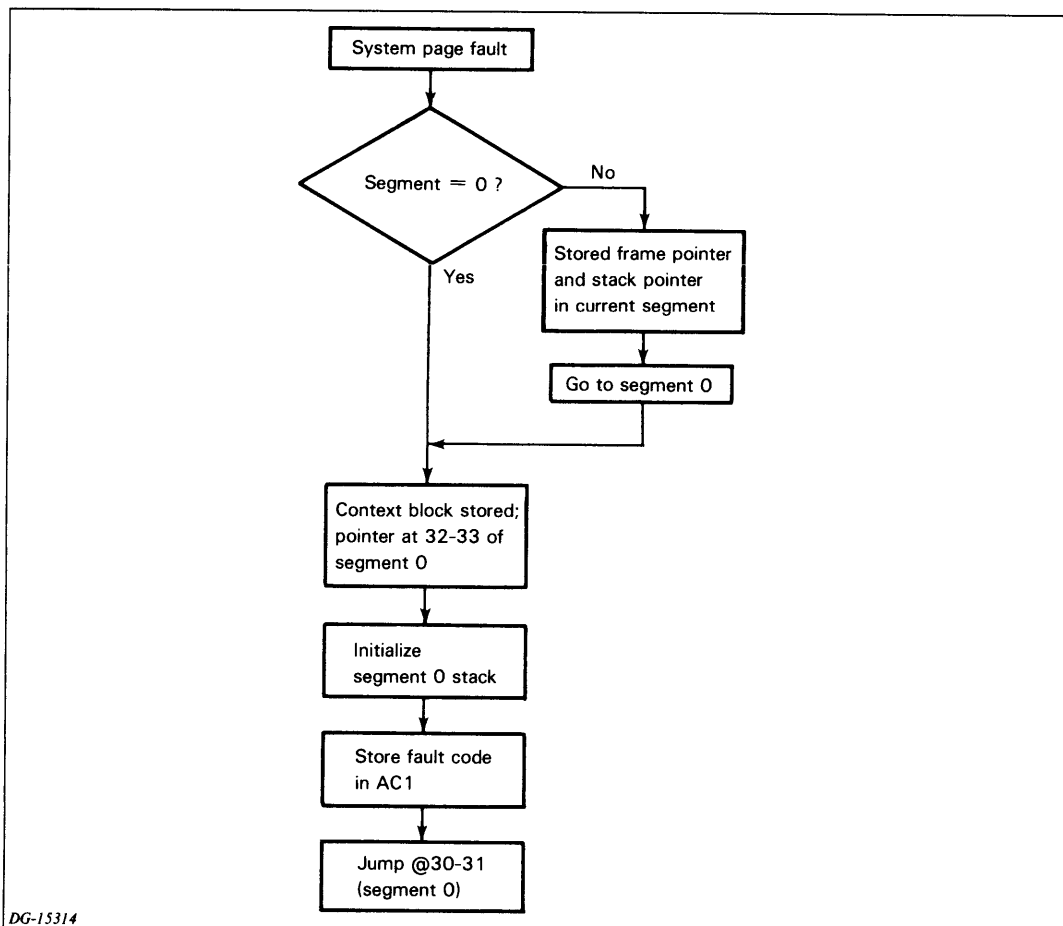 System page fault
Segment = 0 ?
No
Yes
Stored frame pointer
and stack pointer
in current segment
Go to segment 0
Context block stored;
pointer at 32-33 of
segment 0
Initialize
segment 0 stack
Store fault code
in AC1
Jump @30-31
(segment 0)
DG-15314